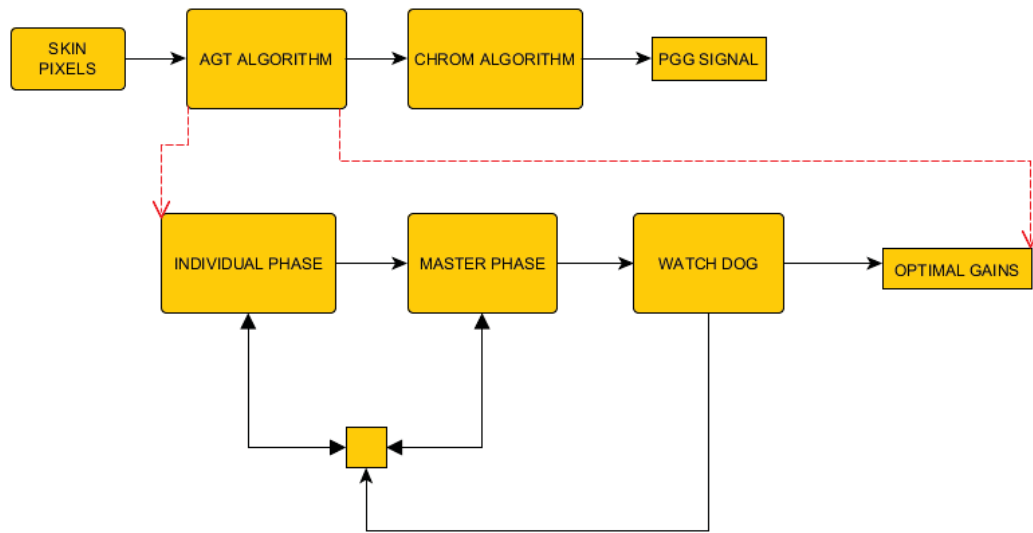 SKIN
PIXELS
AGT ALGORITHM
CHROM ALGORITHM
PGG SIGNAL
INDIVIDUAL PHASE
MASTER PHASE
WATCH DOG
OPTIMAL GAINS